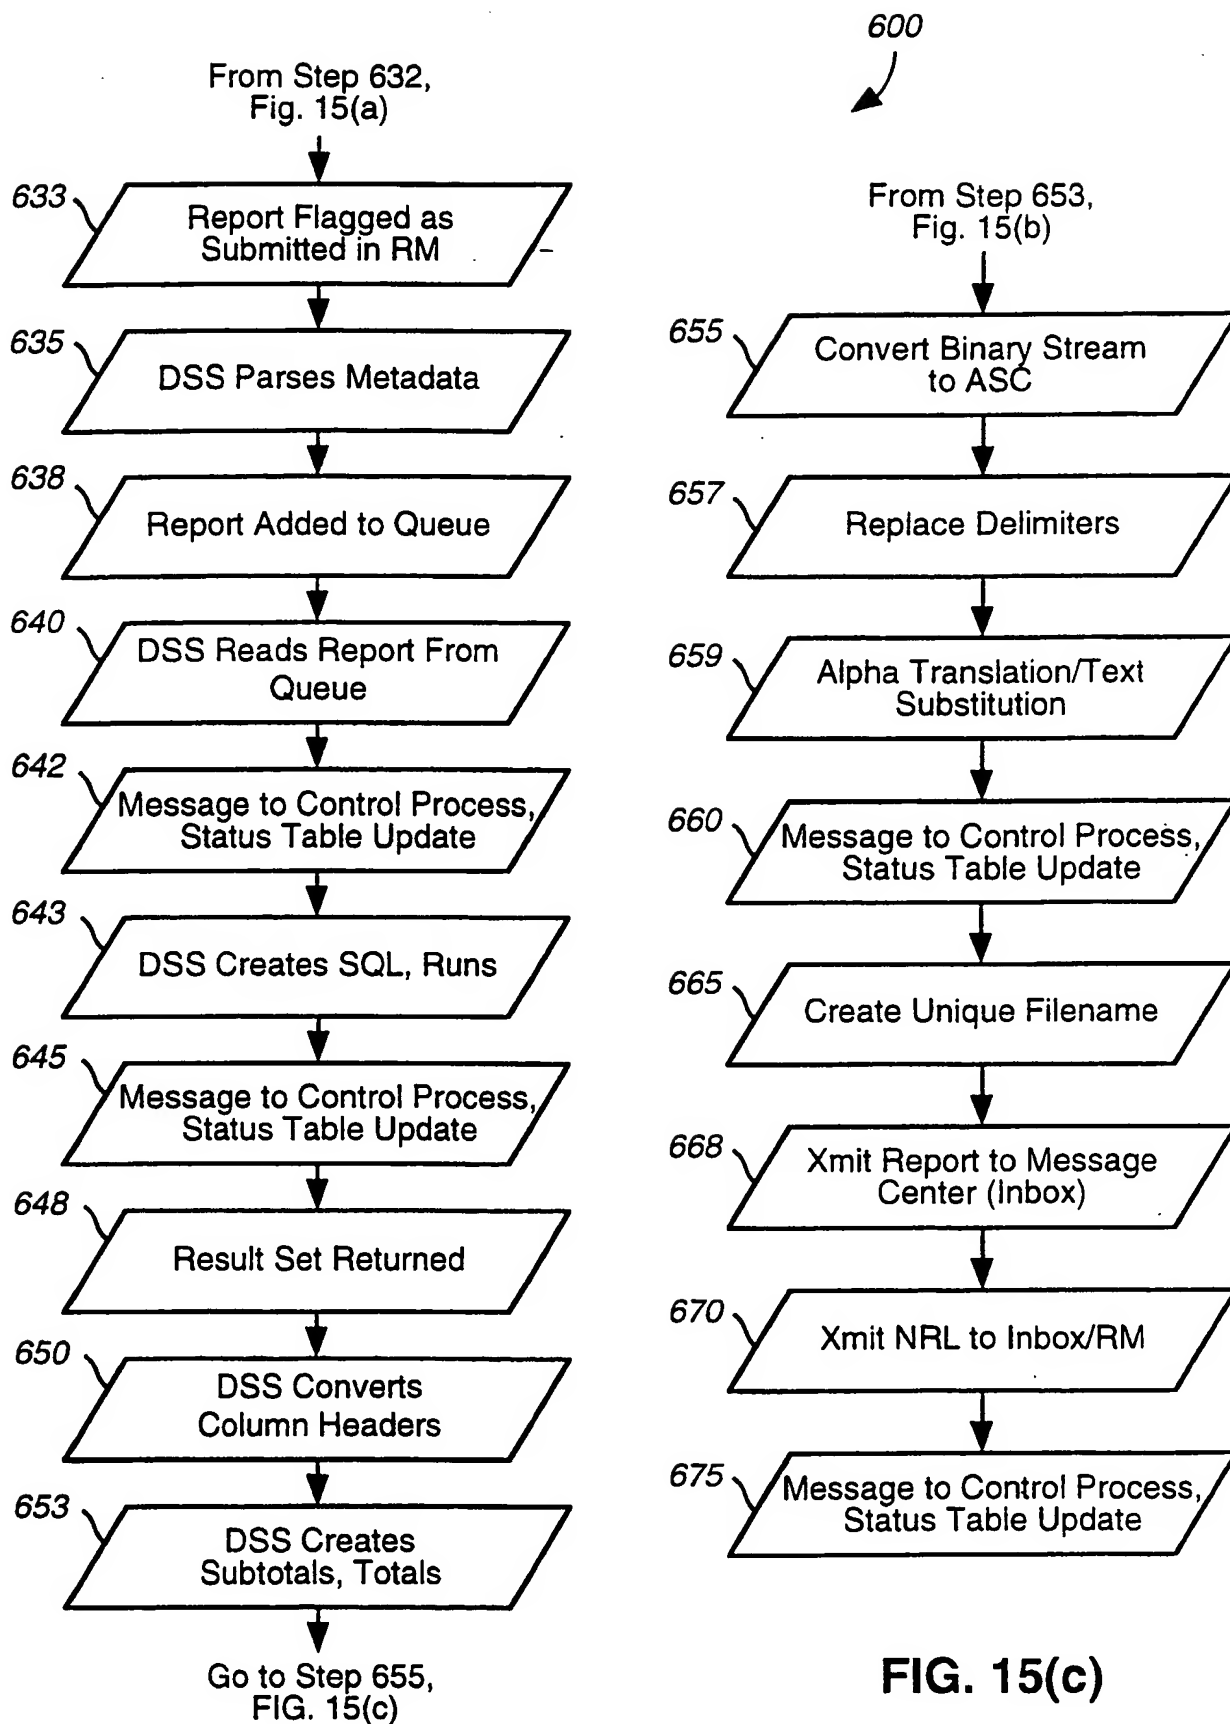 600
From Step 632,
Fig. 15(a)
633
Report Flagged as
Submitted in RM
635
DSS Parses Metadata
638
Report Added to Queue
640
DSS Reads Report From
Queue
642
Message to Control Process,
Status Table Update
643
DSS Creates SQL, Runs
645
Message to Control Process,
Status Table Update
648
Result Set Returned
650
DSS Converts
Column Headers
653
DSS Creates
Subtotals, Totals
Go to Step 655,
FIG. 15(c)
From Step 653,
Fig. 15(b)
655
Convert Binary Stream
to ASC
657
Replace Delimiters
659
Alpha Translation/Text
Substitution
660
Message to Control Process,
Status Table Update
665
Create Unique Filename
668
Xmit Report to Message
Center (Inbox)
670
Xmit NRL to Inbox/RM
675
Message to Control Process,
Status Table Update
FIG. 15(c)